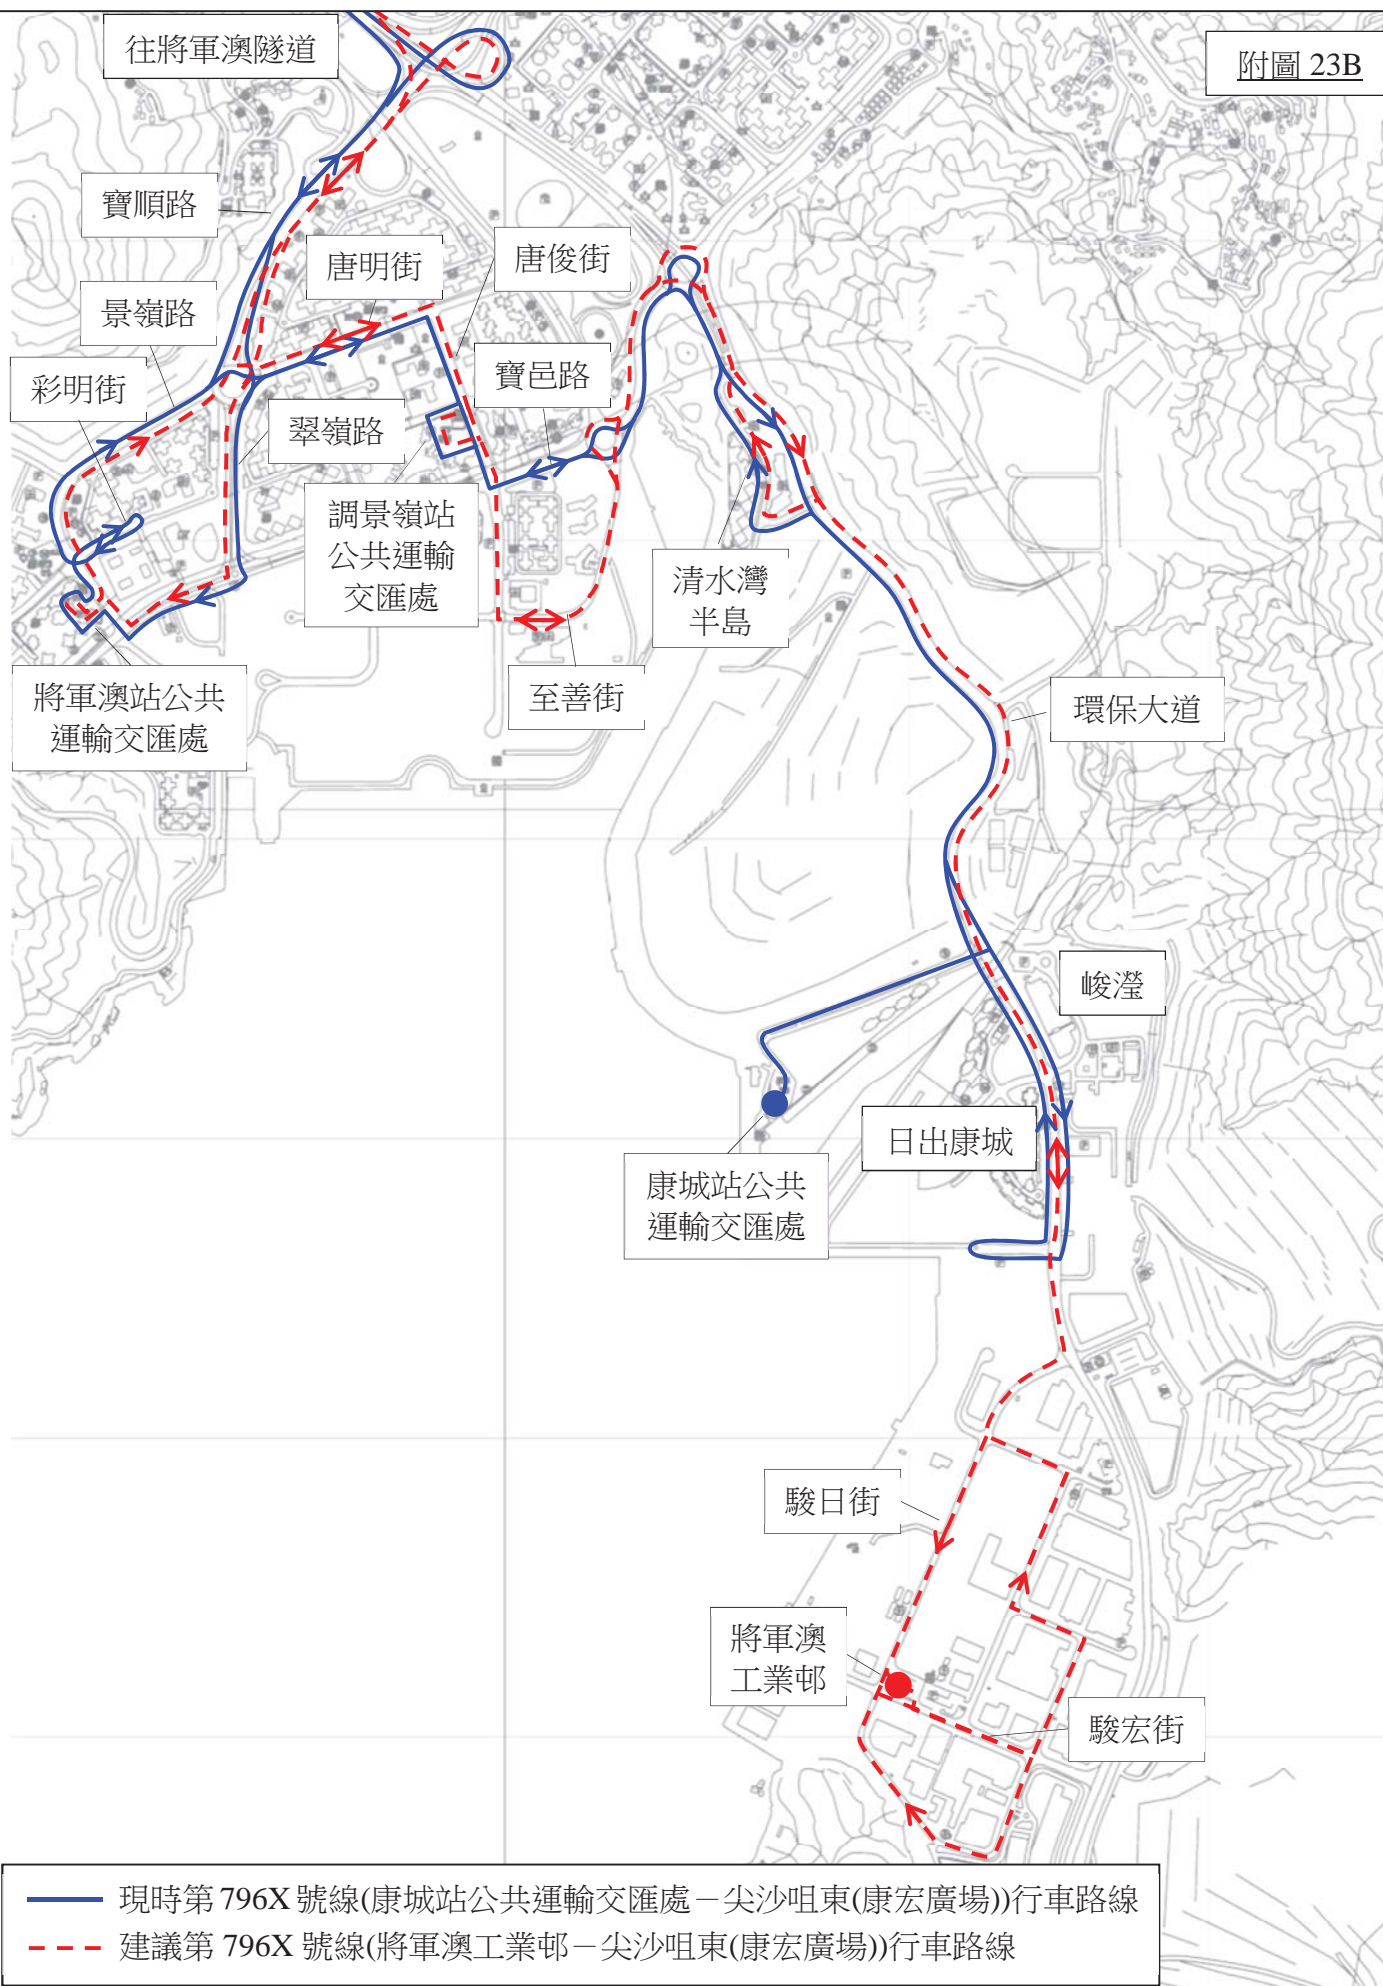 往將軍澳隧道
附圖 23B
寶順路
唐明街
唐俊街
景嶺路
彩明街
寶邑路
翠嶺路
調景嶺站
公共運輸
交匯處
清水灣
半島
將軍澳站公共
運輸交匯處
至善街
環保大道
峻瀅
日出康城
康城站公共
運輸交匯處
駿日街
將軍澳
工業邨
駿宏街
現時第 796X 號線(康城站公共運輸交匯處－尖沙咀東(康宏廣場))行車路線
建議第 796X 號線(將軍澳工業邨－尖沙咀東(康宏廣場))行車路線